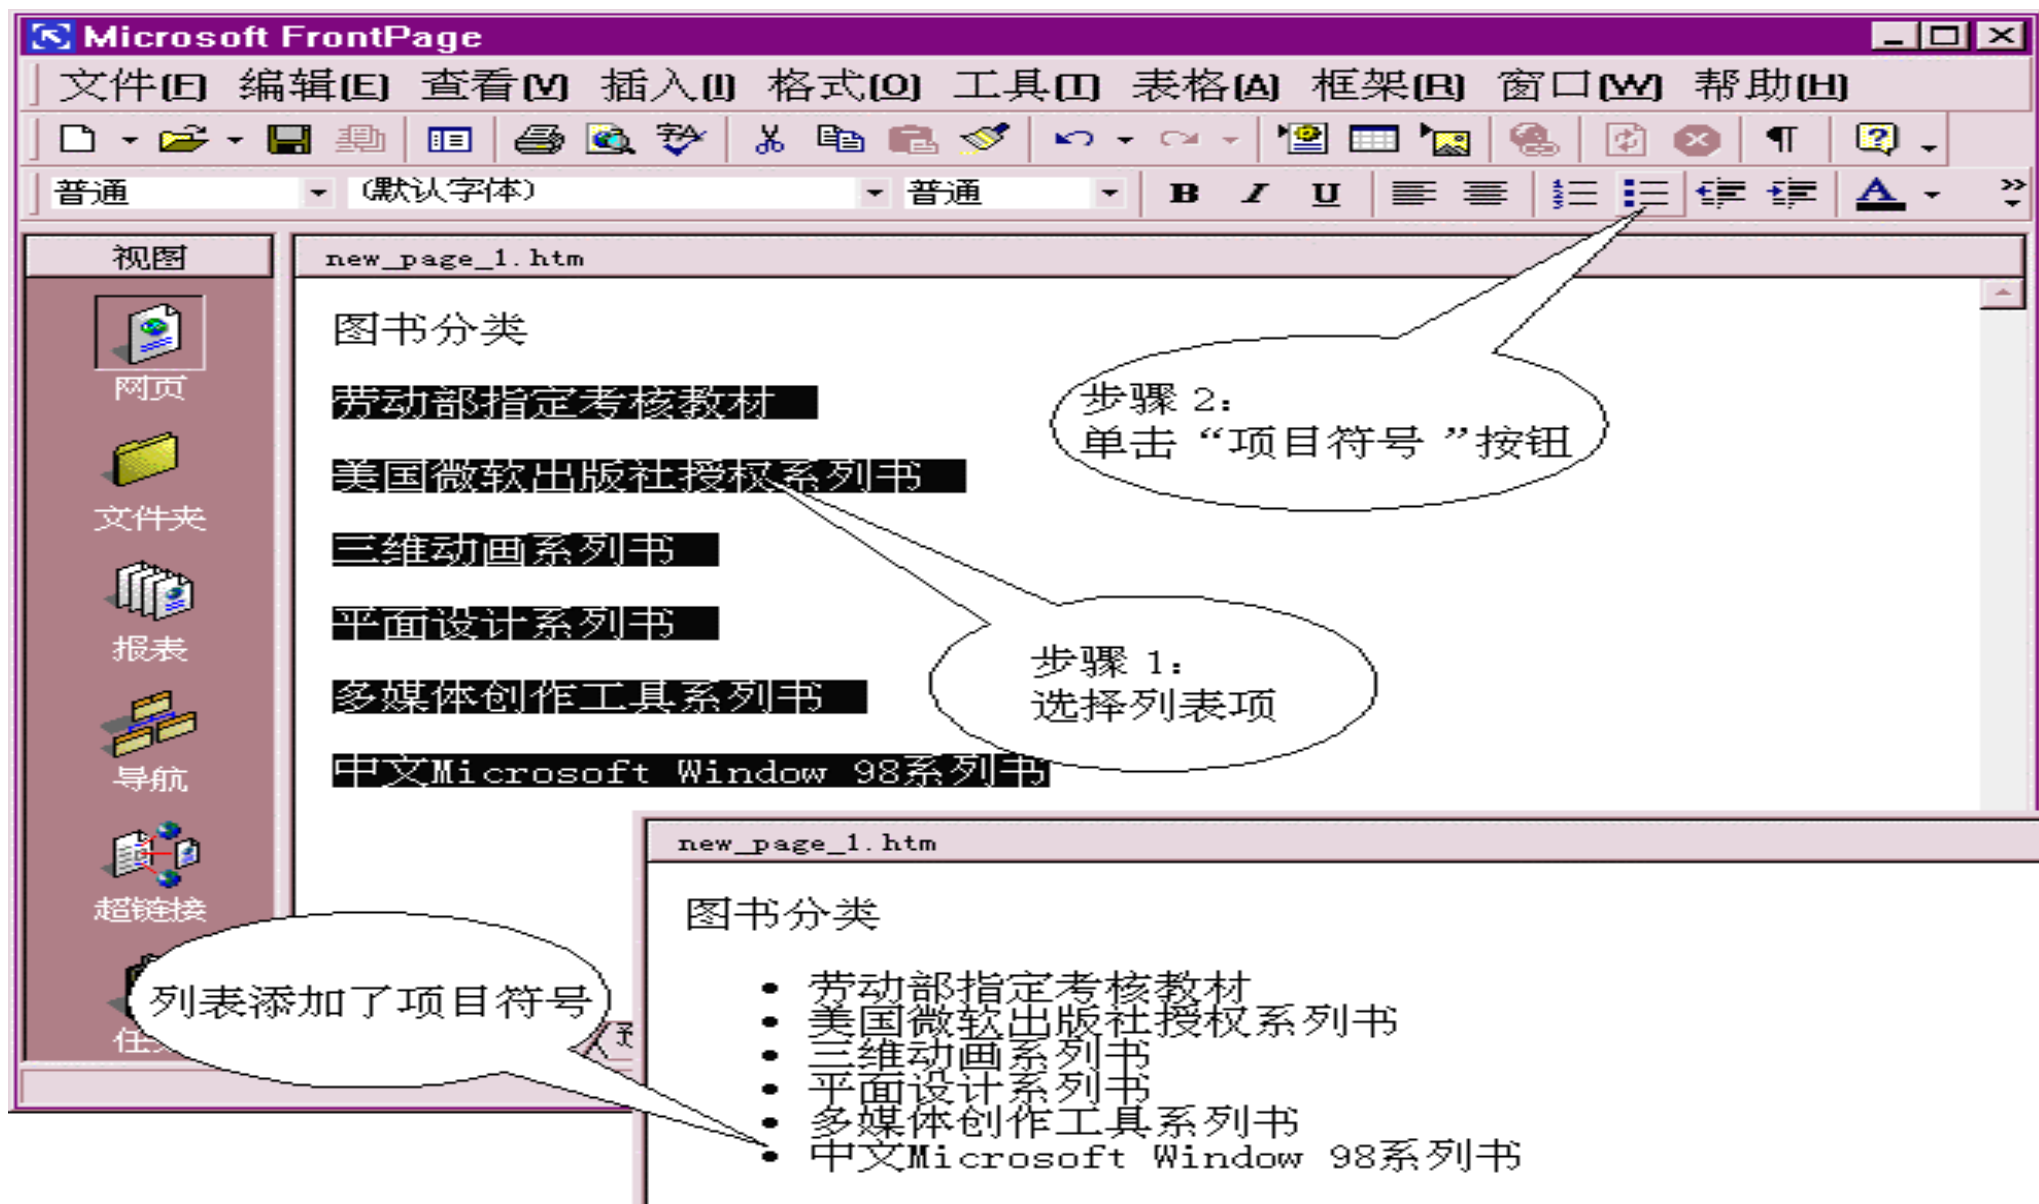 Microsoft FrontPage
文件(F) 编辑(E) 查看(V) 插入(I) 格式(O) 工具(T) 表格(A) 框架(R) 窗口(W) 帮助(H)
普通 (默认字体) 普通 B I U A
视图
new_page_1.htm
网页
文件夹
报表
导航
超链接
图书分类
劳动部指定考核教材
美国微软出版社授权系列书
三维动画系列书
平面设计系列书
多媒体创作工具系列书
中文Microsoft Window 98系列书
步骤 2:
单击“项目符号 ”按钮
步骤 1:
选择列表项
列表添加了项目符号
new_page_1.htm
图书分类
• 劳动部指定考核教材
• 美国微软出版社授权系列书
• 三维动画系列书
• 平面设计系列书
• 多媒体创作工具系列书
• 中文Microsoft Window 98系列书